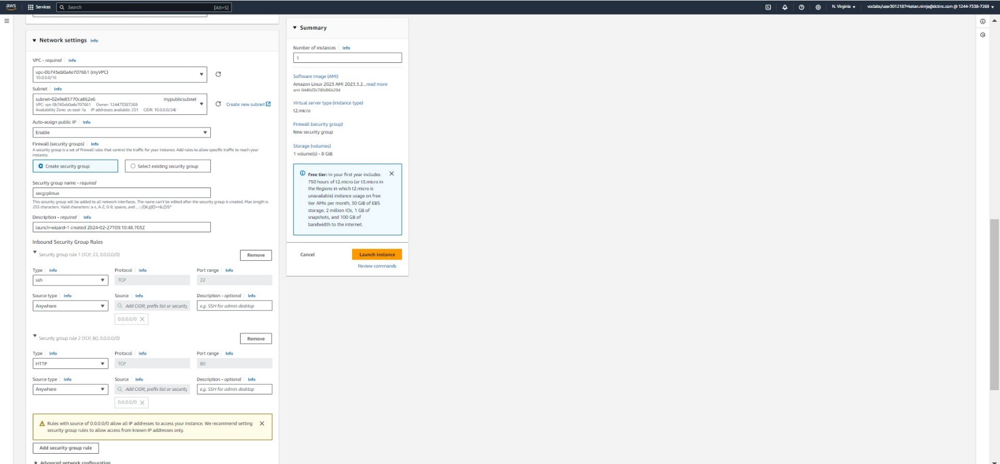 aws
Services
Search
[Alt+S]
N. Virginia
voclabs/user3012187=ketan.nimje@dctinc.com @ 1244-7338-7269
Network settings Info
VPC - required Info
vpc-0b745eb0a4e707661 (myVPC)
10.0.0.0/16
Subnet Info
subnet-02e9e85770ca862e6 mypublicsubnet
VPC: vpc-0b745eb0a4e707661 Owner: 124473387269
Availability Zone: us-east-1a IP addresses available: 251 CIDR: 10.0.0.0/24)
Create new subnet
Auto-assign public IP Info
Enable
Firewall (security groups) Info
A security group is a set of firewall rules that control the traffic for your instance. Add rules to allow specific traffic to reach your
instance.
Create security group
Select existing security group
Security group name - required
secgrplinux
This security group will be added to all network interfaces. The name can't be edited after the security group is created. Max length is
255 characters. Valid characters: a-z, A-Z, 0-9, spaces, and
Description - required Info
launch-wizard-1 created 2024-02-27T09:10:48.703Z
Inbound Security Group Rules
Security group rule 1 (TCP, 22, 0.0.0.0/0)
Remove
Type Info Protocol Info Port range Info
ssh TCP 22
Source type Info Source Info Description - optional Info
Anywhere Add CIDR, prefix list or security e.g. SSH for admin desktop
0.0.0.0/0
Security group rule 2 (TCP, 80, 0.0.0.0/0)
Remove
Type Info Protocol Info Port range Info
HTTP TCP 80
Source type Info Source Info Description - optional Info
Anywhere Add CIDR, prefix list or security e.g. SSH for admin desktop
0.0.0.0/0
Rules with source of 0.0.0.0/0 allow all IP addresses to access your instance. We recommend setting
security group rules to allow access from known IP addresses only.
Add security group rule
Advanced network configuration
Summary
Number of instances Info
1
Software Image (AMI)
Amazon Linux 2023 AMI 2023.3.2...read more
ami-0440d3b780d96b29d
Virtual server type (instance type)
t2.micro
Firewall (security group)
New security group
Storage (volumes)
1 volume(s) - 8 GiB
Free tier: In your first year includes
750 hours of t2.micro (or t3.micro in
the Regions in which t2.micro is
unavailable) instance usage on free
tier AMIs per month, 30 GiB of EBS
storage, 2 million IOs, 1 GB of
snapshots, and 100 GB of
bandwidth to the internet.
Cancel
Launch instance
Review commands